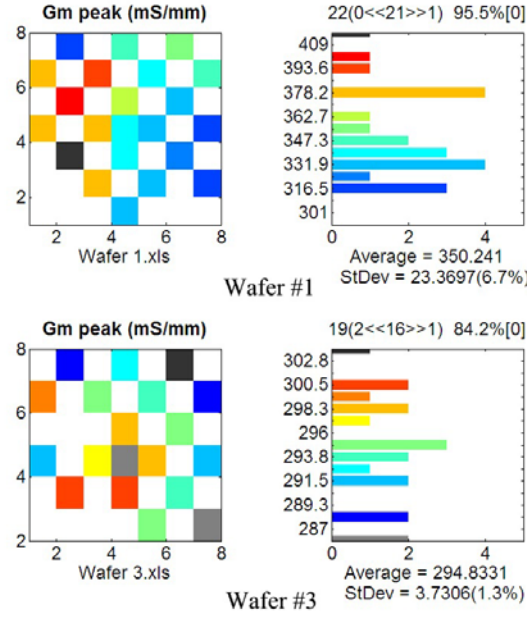 Gm peak (mS/mm)
22(0<<21>>1) 95.5%[0]
8
6
4
2
2 4 6 8
Wafer 1.xls
409
393.6
378.2
362.7
347.3
331.9
316.5
301
0 2 4
Average = 350.241
StDev = 23.3697(6.7%)
Wafer #1
Gm peak (mS/mm)
19(2<<16>>1) 84.2%[0]
8
6
4
2
2 4 6 8
Wafer 3.xls
302.8
300.5
298.3
296
293.8
291.5
289.3
287
0 2 4
Average = 294.8331
StDev = 3.7306(1.3%)
Wafer #3